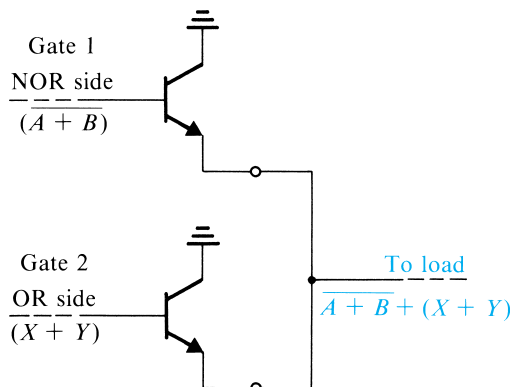 Gate 1
NOR side
(A̅ ̅+̅ ̅B̅)
Gate 2
OR side
(X + Y)
To load
A̅ ̅+̅ ̅B̅ + (X + Y)